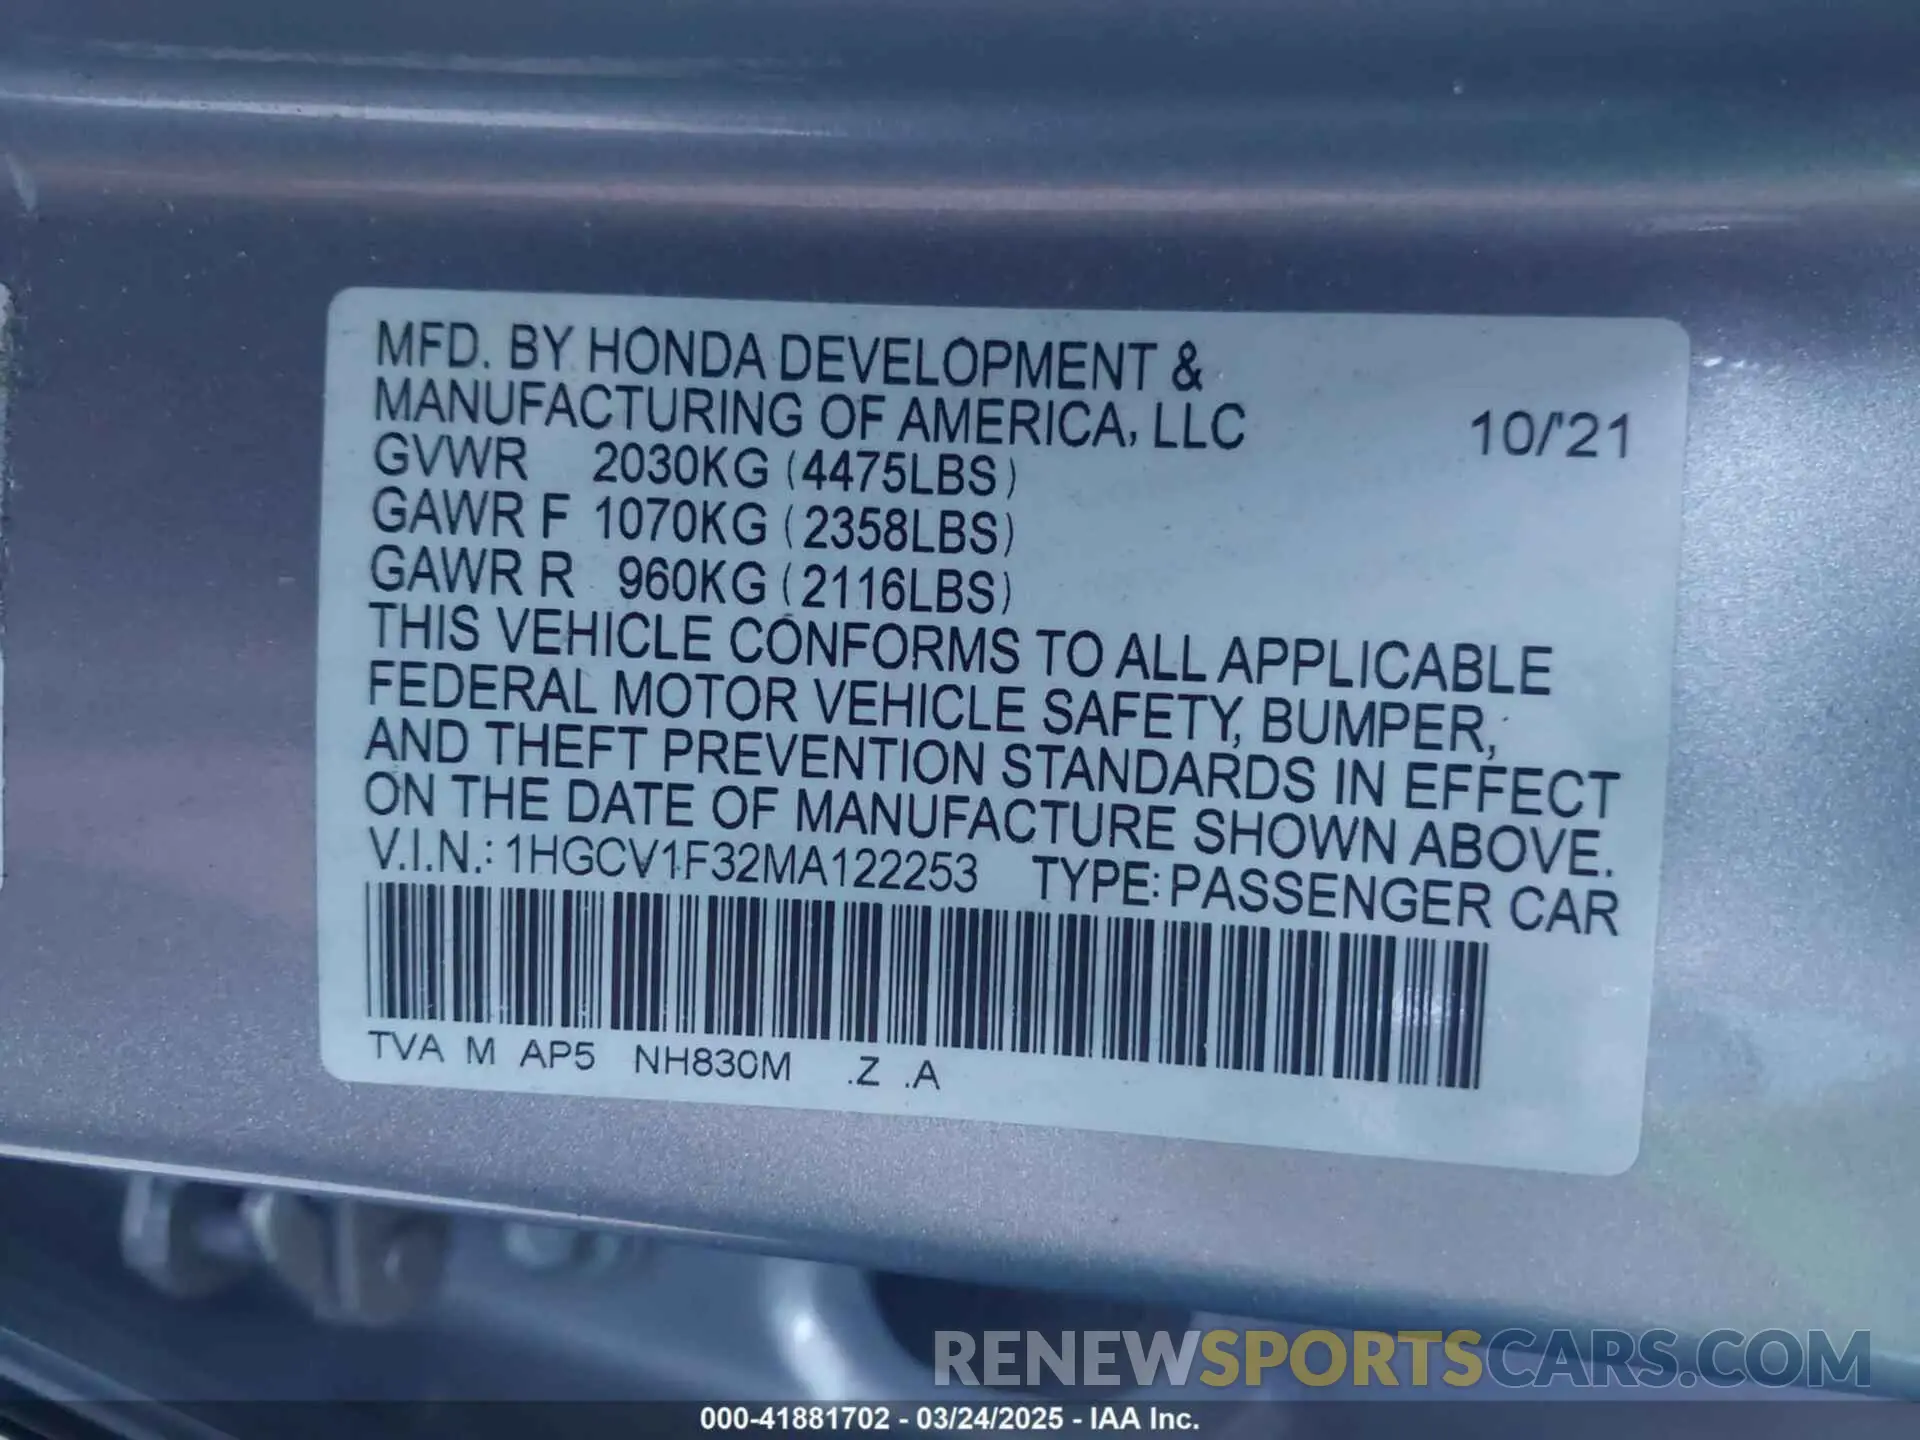 MFD. BY HONDA DEVELOPMENT &
MANUFACTURING OF AMERICA, LLC 10/'21
GVWR 2030KG (4475LBS)
GAWR F 1070KG (2358LBS)
GAWR R 960KG (2116LBS)
THIS VEHICLE CONFORMS TO ALL APPLICABLE
FEDERAL MOTOR VEHICLE SAFETY, BUMPER,
AND THEFT PREVENTION STANDARDS IN EFFECT
ON THE DATE OF MANUFACTURE SHOWN ABOVE.
V.I.N.: 1HGCV1F32MA122253 TYPE: PASSENGER CAR
TVA M AP5 NH830M .Z .A
RENEWSPORTSCARS.COM
000-41881702 - 03/24/2025 - IAA Inc.